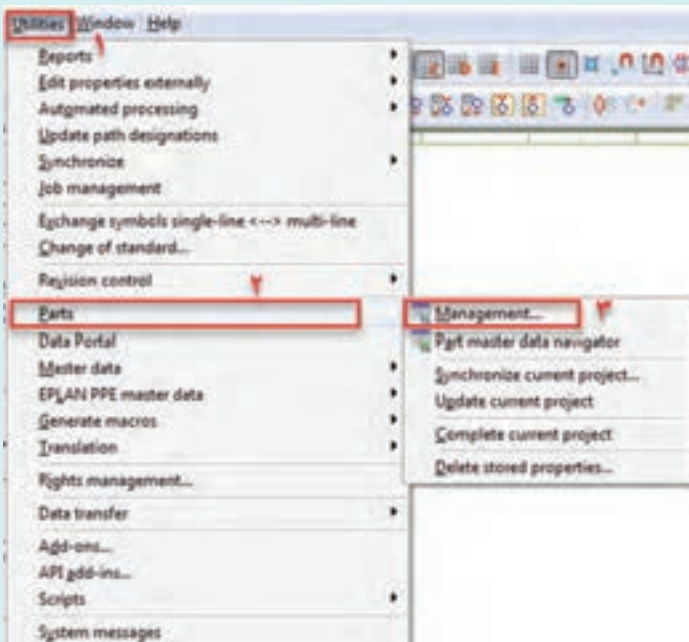 Utilities Window Help
۱
Reports
Edit properties externally
Automated processing
Update path designations
Synchronize
Job management
Exchange symbols single-line <--> multi-line
Change of standard...
Revision control
۲
Parts
Data Portal
Master data
EPLAN PPE master data
Generate macros
Translation
Rights management...
Data transfer
Add-ons...
API add-ins...
Scripts
System messages
Management...
۳
Part master data navigator
Synchronize current project...
Update current project
Complete current project
Delete stored properties...